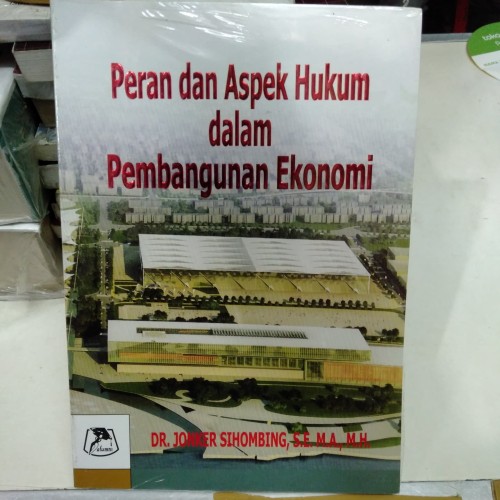 Peran dan Aspek Hukum
dalam
Pembangunan Ekonomi
DR. JONKER SIHOMBING, S.E. M.A., M.H.